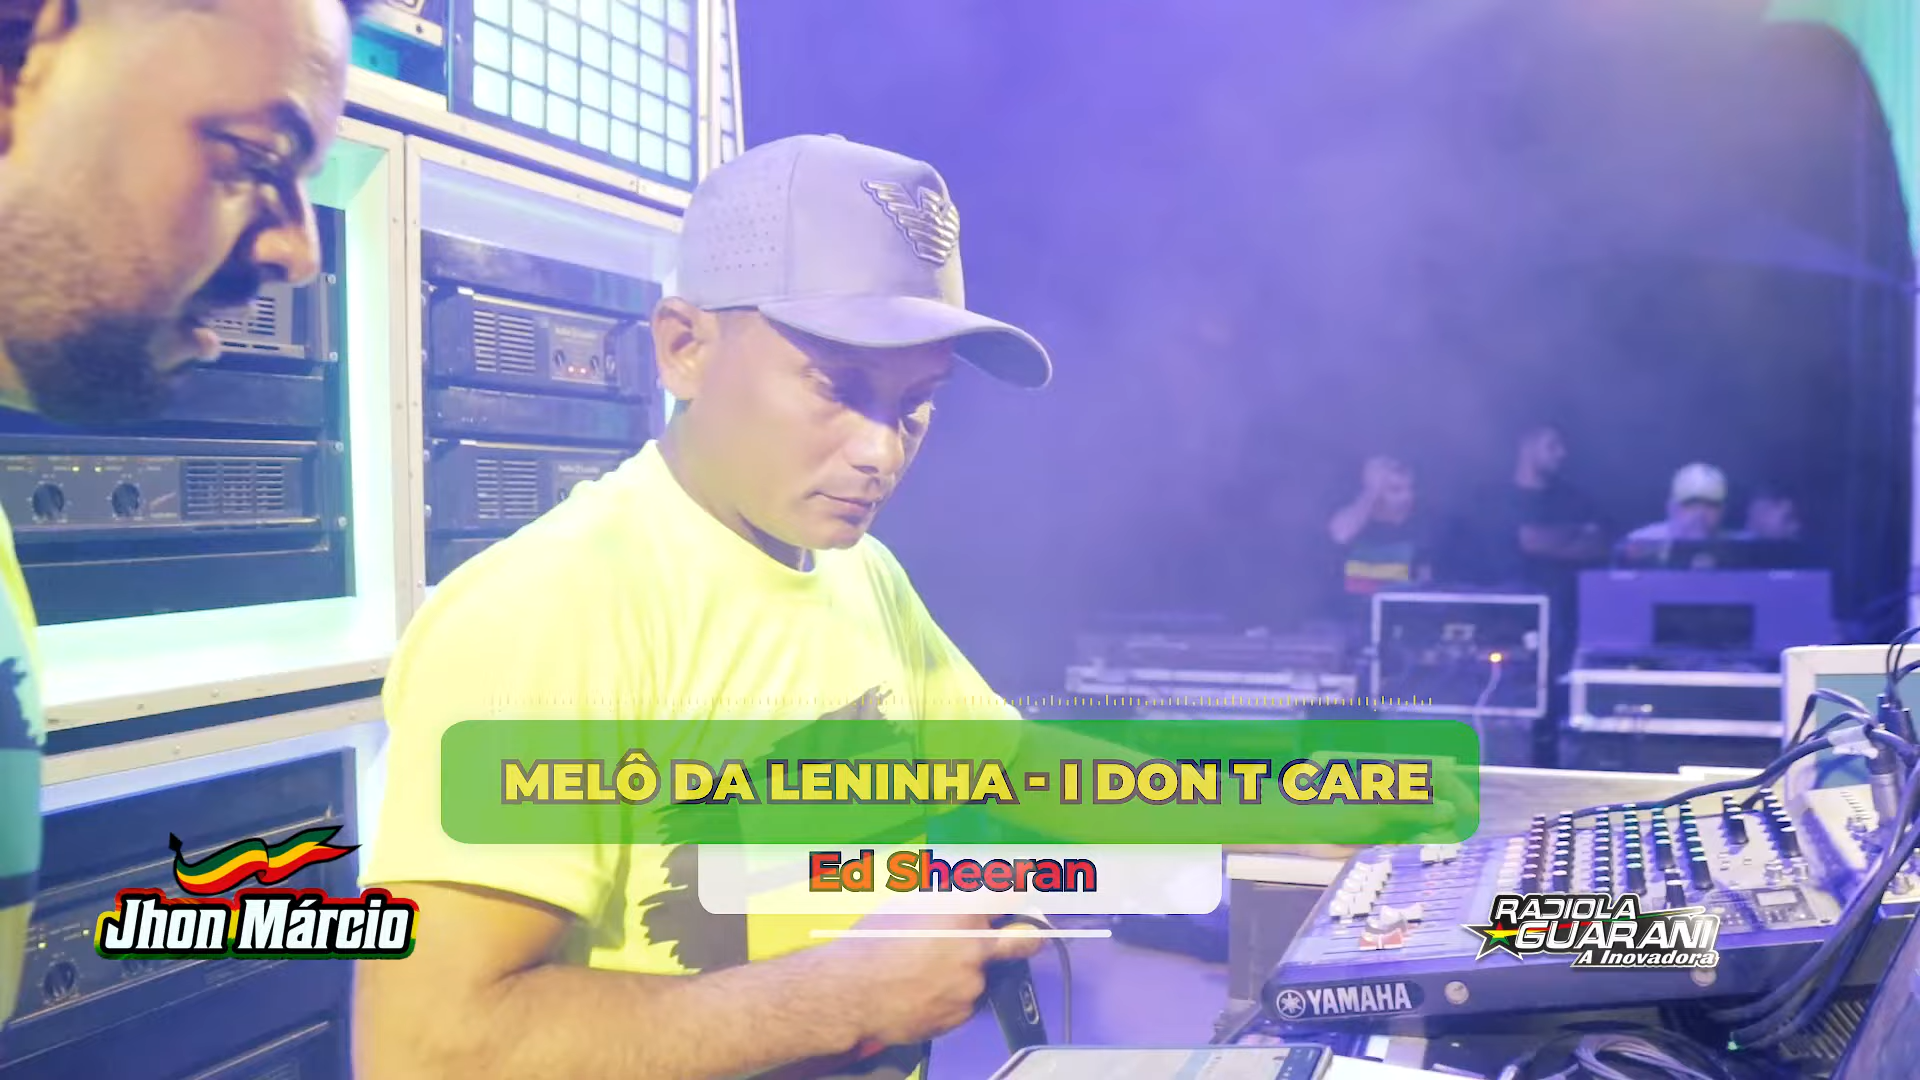 MELÔ DA LENINHA - I DON T CARE
Ed Sheeran
Jhon Márcio
RADIOLA
GUARANI
A Inovadora
YAMAHA